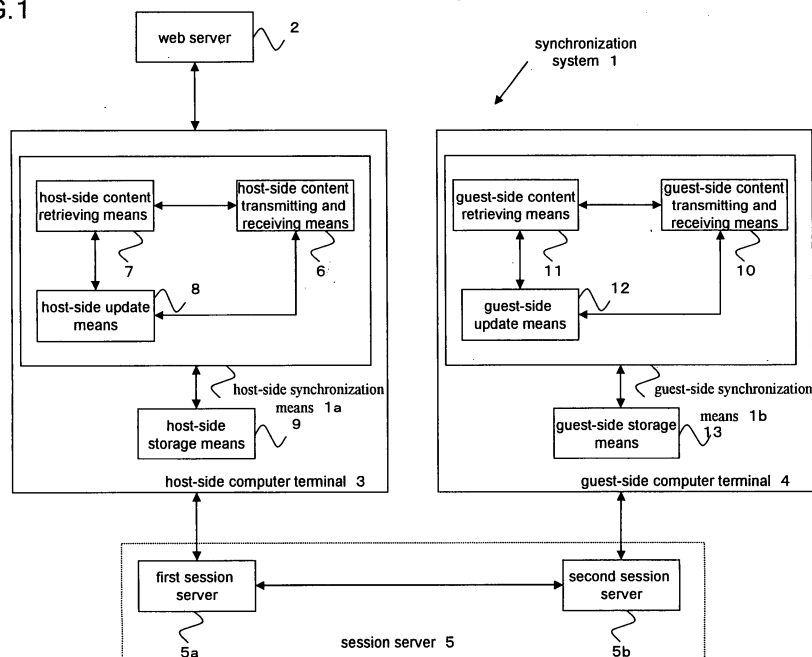 G.1
web server
2
synchronization
system 1
host-side content
retrieving means
host-side content
transmitting and
receiving means
7
6
8
host-side update
means
host-side synchronization
means 1a
9
host-side
storage means
host-side computer terminal 3
guest-side content
retrieving means
guest-side content
transmitting and
receiving means
11
10
12
guest-side
update means
guest-side synchronization
means 1b
13
guest-side storage
means
guest-side computer terminal 4
first session
server
second session
server
5a
session server 5
5b